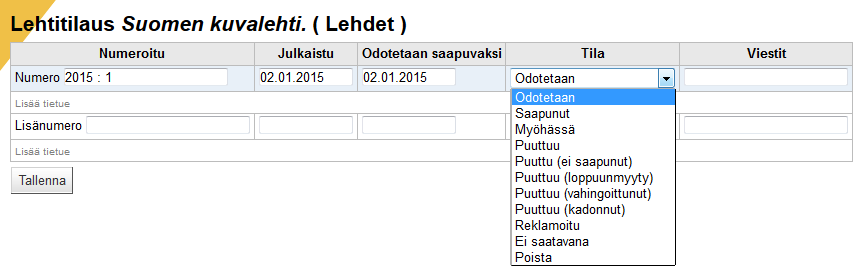 Lehtitilaus Suomen kuvalehti. ( Lehdet )
Numeroitu Julkaistu Odotetaan saapuvaksi Tila Viestit
Numero 2015 : 1 02.01.2015 02.01.2015 Odotetaan
Lisää tietue
Lisänumero
Lisää tietue
Tallenna
Odotetaan
Saapunut
Myöhässä
Puuttuu
Puuttu (ei saapunut)
Puuttuu (loppuunmyyty)
Puuttuu (vahingoittunut)
Puuttuu (kadonnut)
Reklamoitu
Ei saatavana
Poista